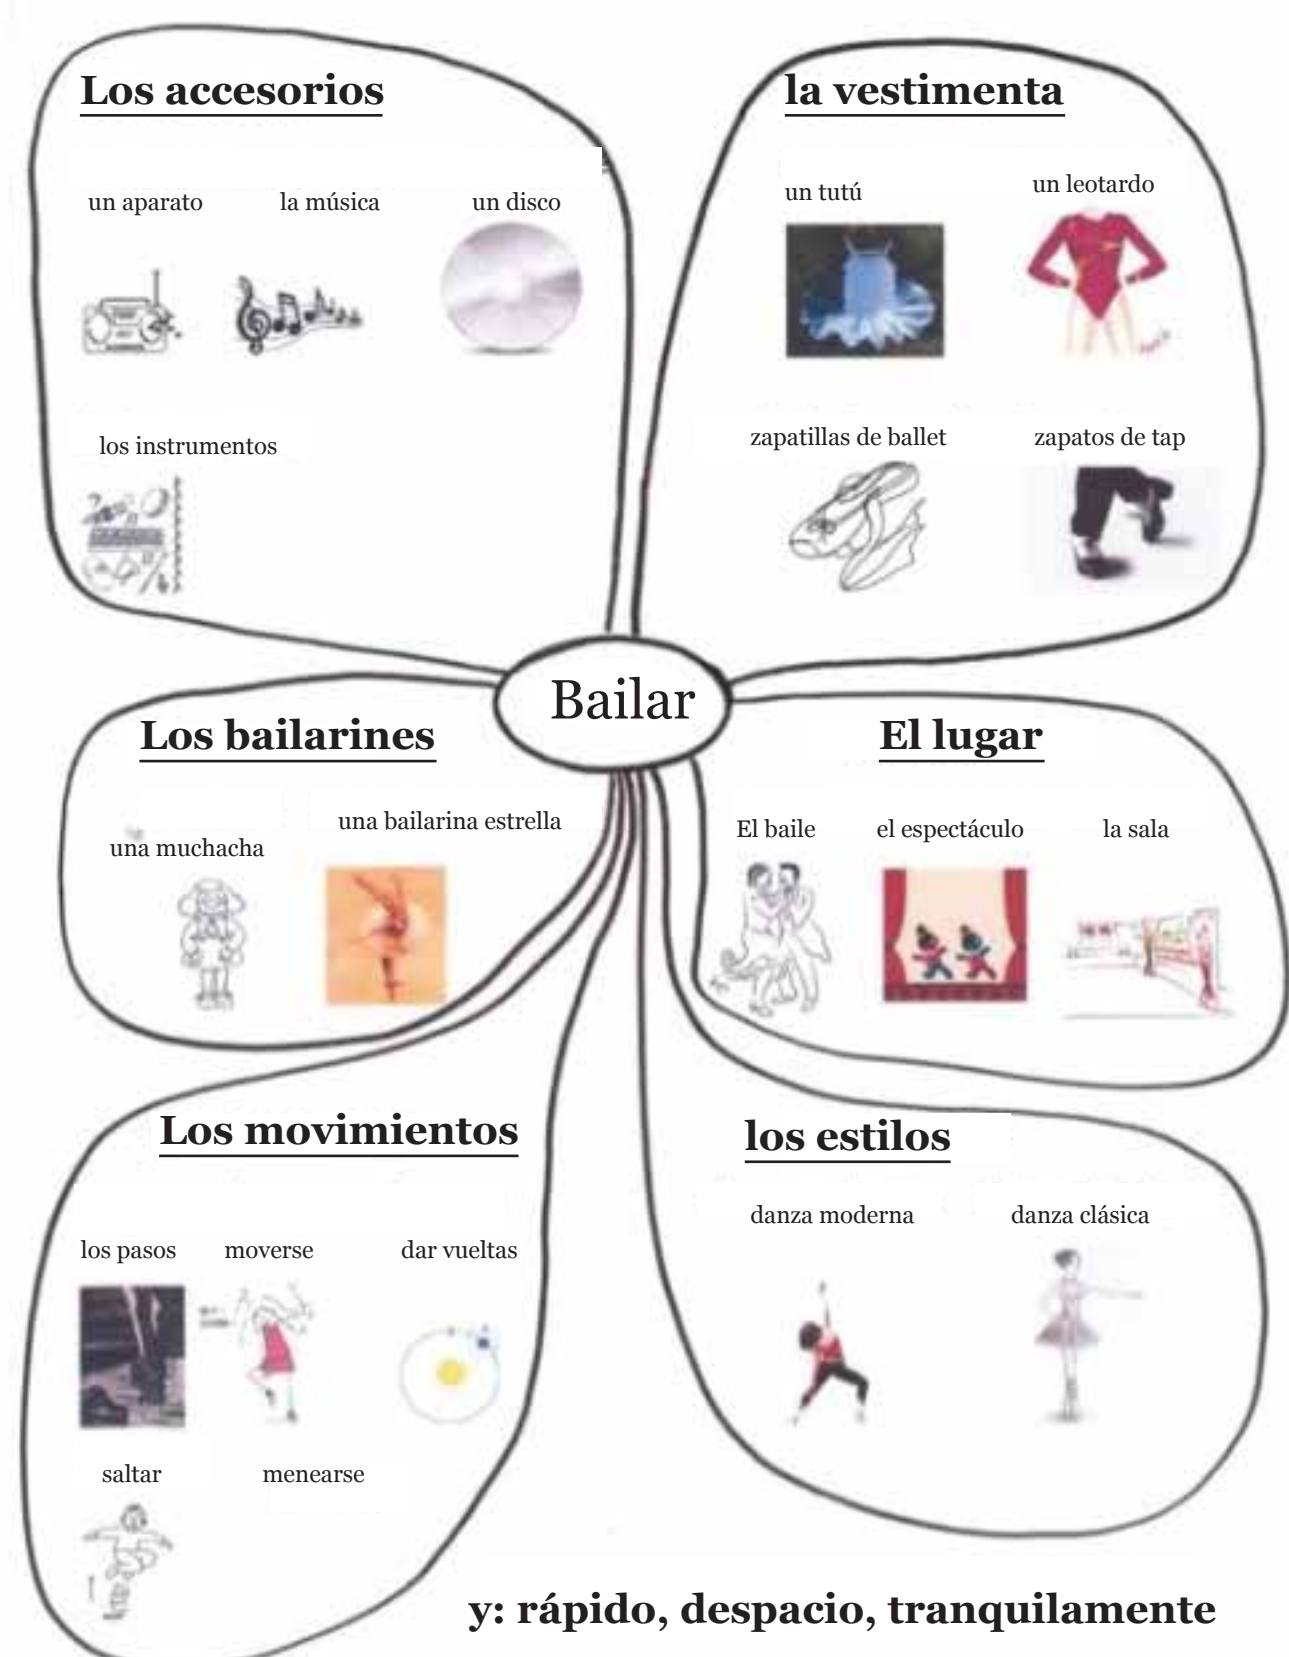 Los accesorios
un aparato la música un disco
los instrumentos
la vestimenta
un tutú un leotardo
zapatillas de ballet zapatos de tap
Bailar
Los bailarines
una muchacha una bailarina estrella
El lugar
El baile el espectáculo la sala
Los movimientos
los pasos moverse dar vueltas
saltar menearse
los estilos
danza moderna danza clásica
y: rápido, despacio, tranquilamente